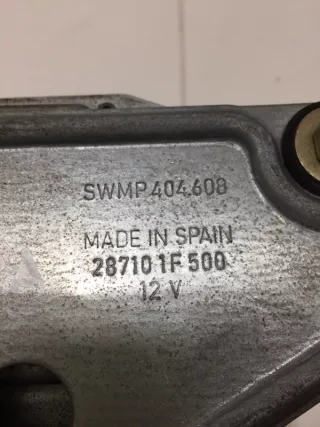 SWMP 404.608
MADE IN SPAIN
28710 1F 500
12 V